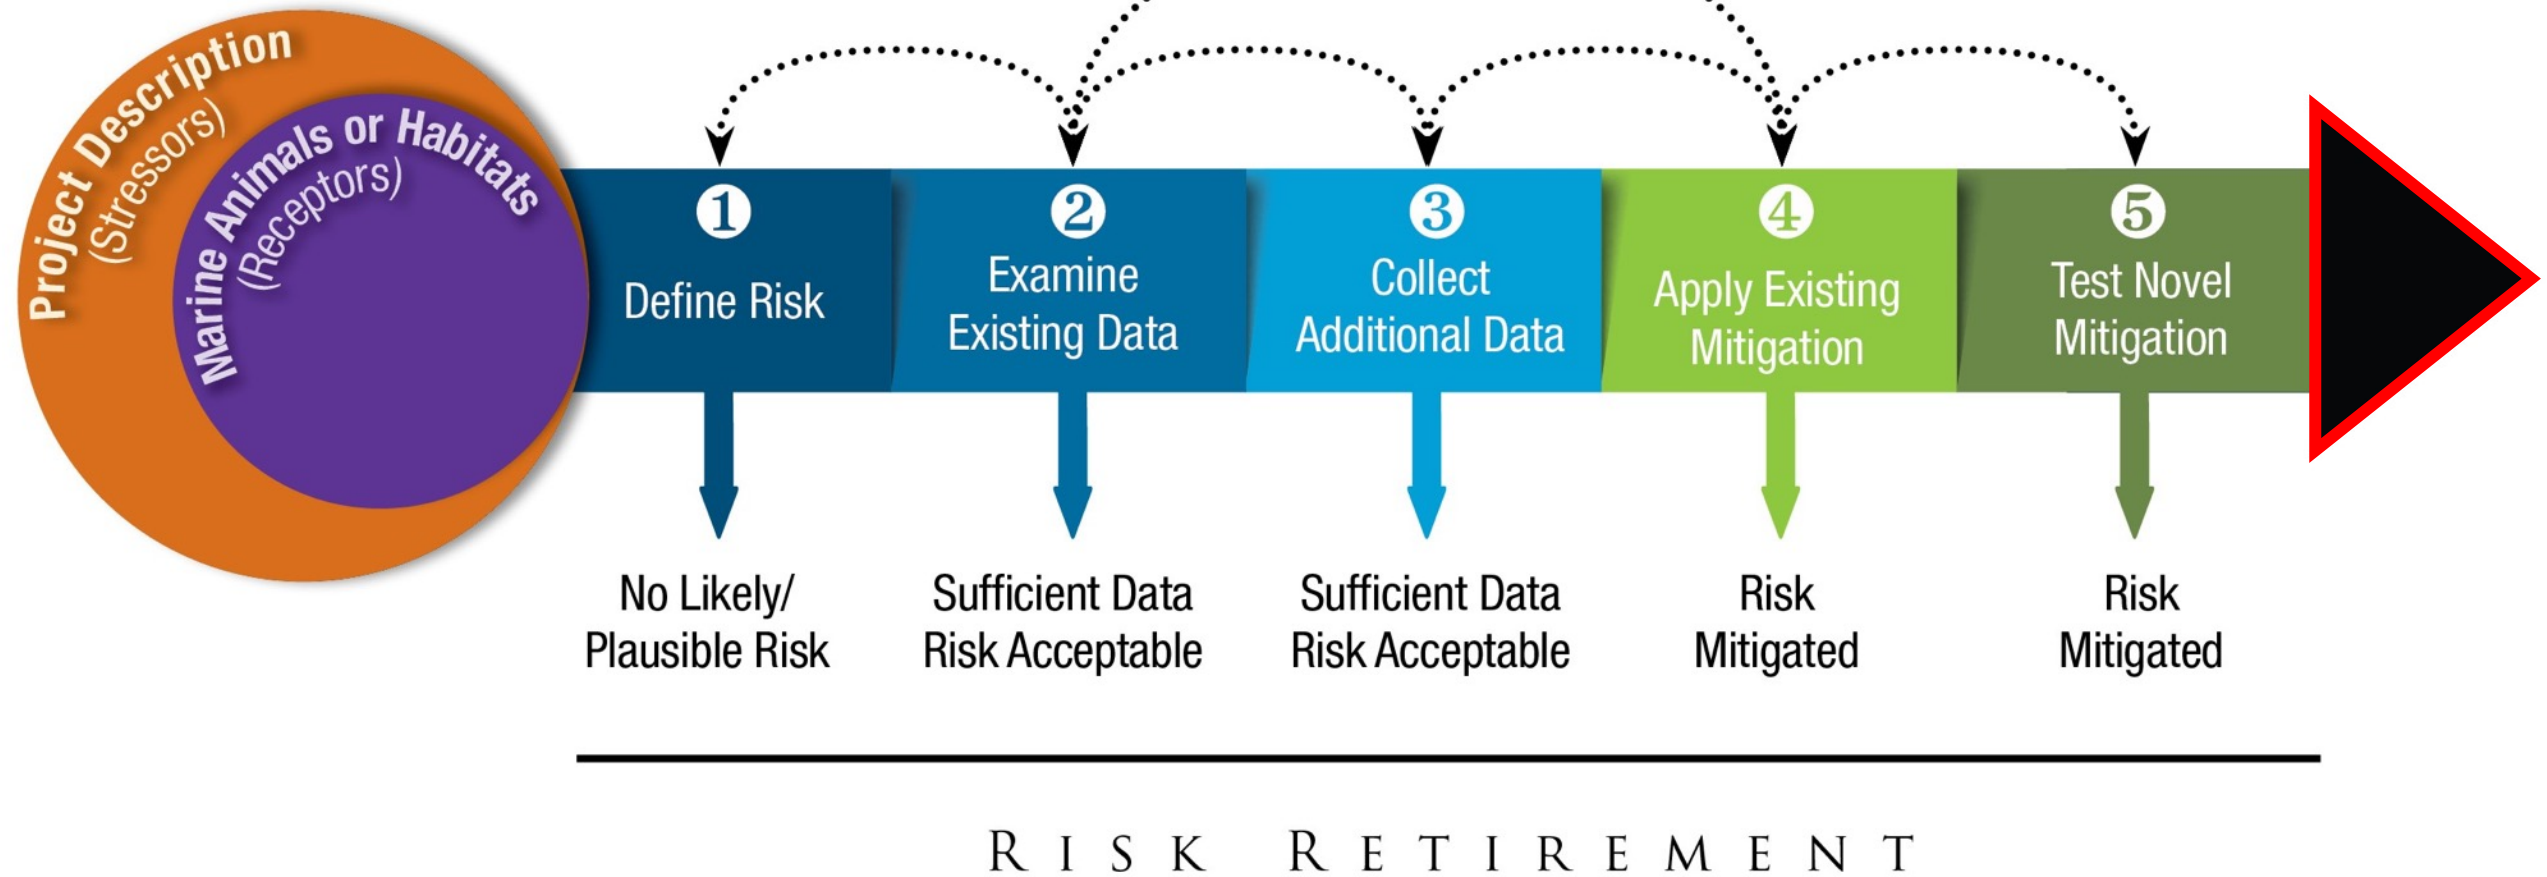 Project Description
(Stressors)
Marine Animals or Habitats
(Receptors)
1
Define Risk
2
Examine
Existing Data
3
Collect
Additional Data
4
Apply Existing
Mitigation
5
Test Novel
Mitigation
No Likely/
Plausible Risk
Sufficient Data
Risk Acceptable
Sufficient Data
Risk Acceptable
Risk
Mitigated
Risk
Mitigated
RISK RETIREMENT